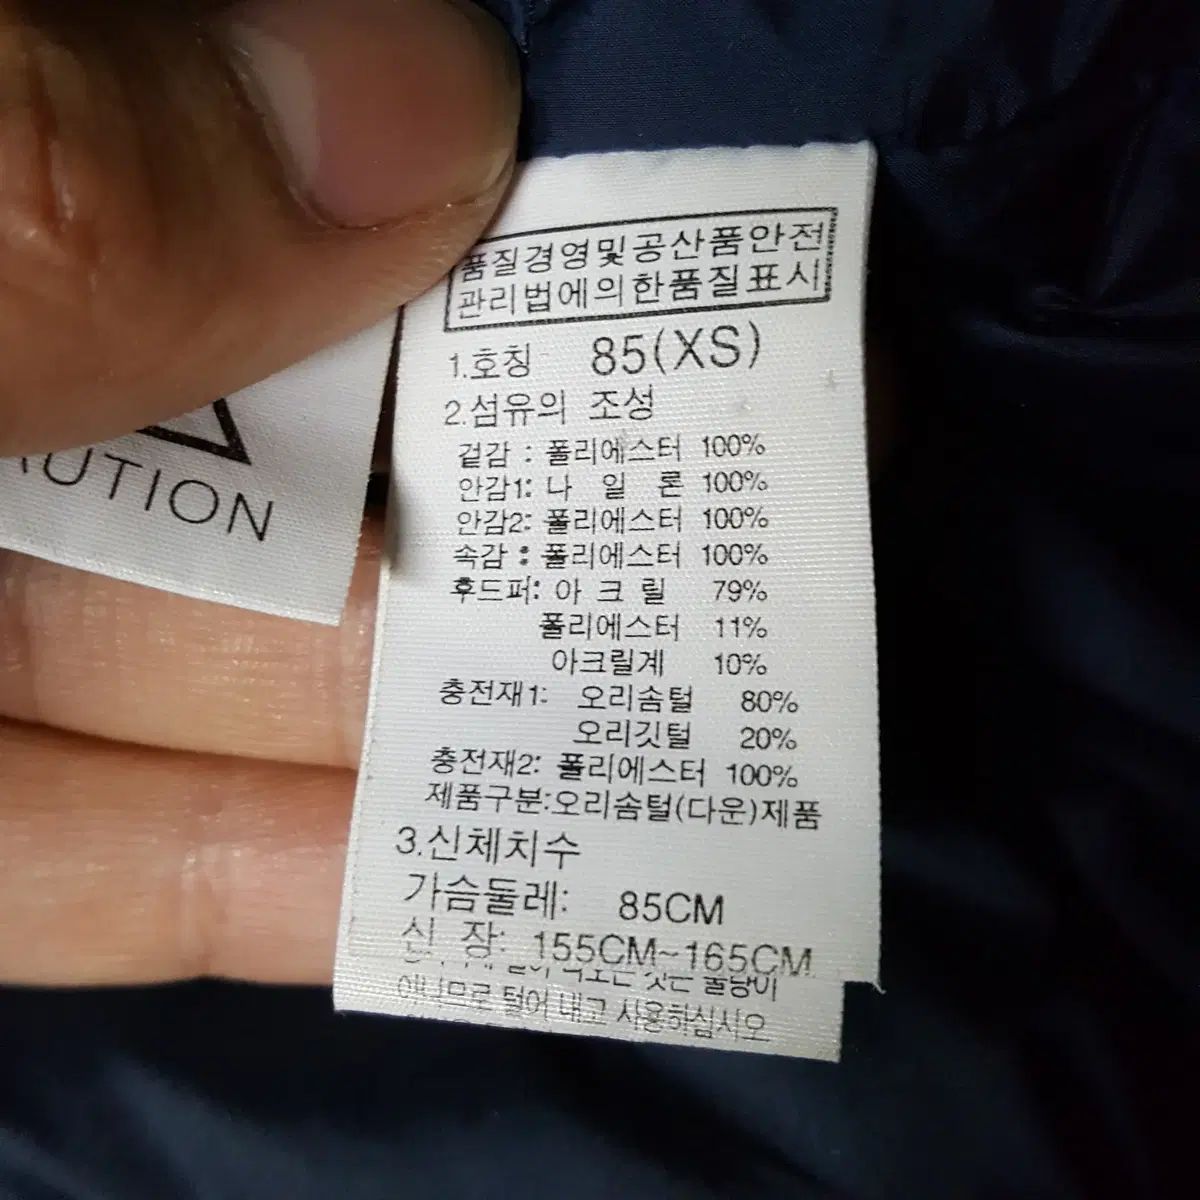 품질경영및공산품안전
관리법에의한품질표시
1.호칭 85(XS)
2.섬유의 조성
겉감 : 폴리에스터 100%
안감1: 나 일 론 100%
안감2: 폴리에스터 100%
속감 : 폴리에스터 100%
후드퍼: 아 크 릴 79%
폴리에스터 11%
아크릴계 10%
충전재1: 오리솜털 80%
오리깃털 20%
충전재2: 폴리에스터 100%
제품구분:오리솜털(다운)제품
3.신체치수
가슴둘레: 85CM
신 장: 155CM~165CM
아니므로 털어 내고 사용하십시오
UTION